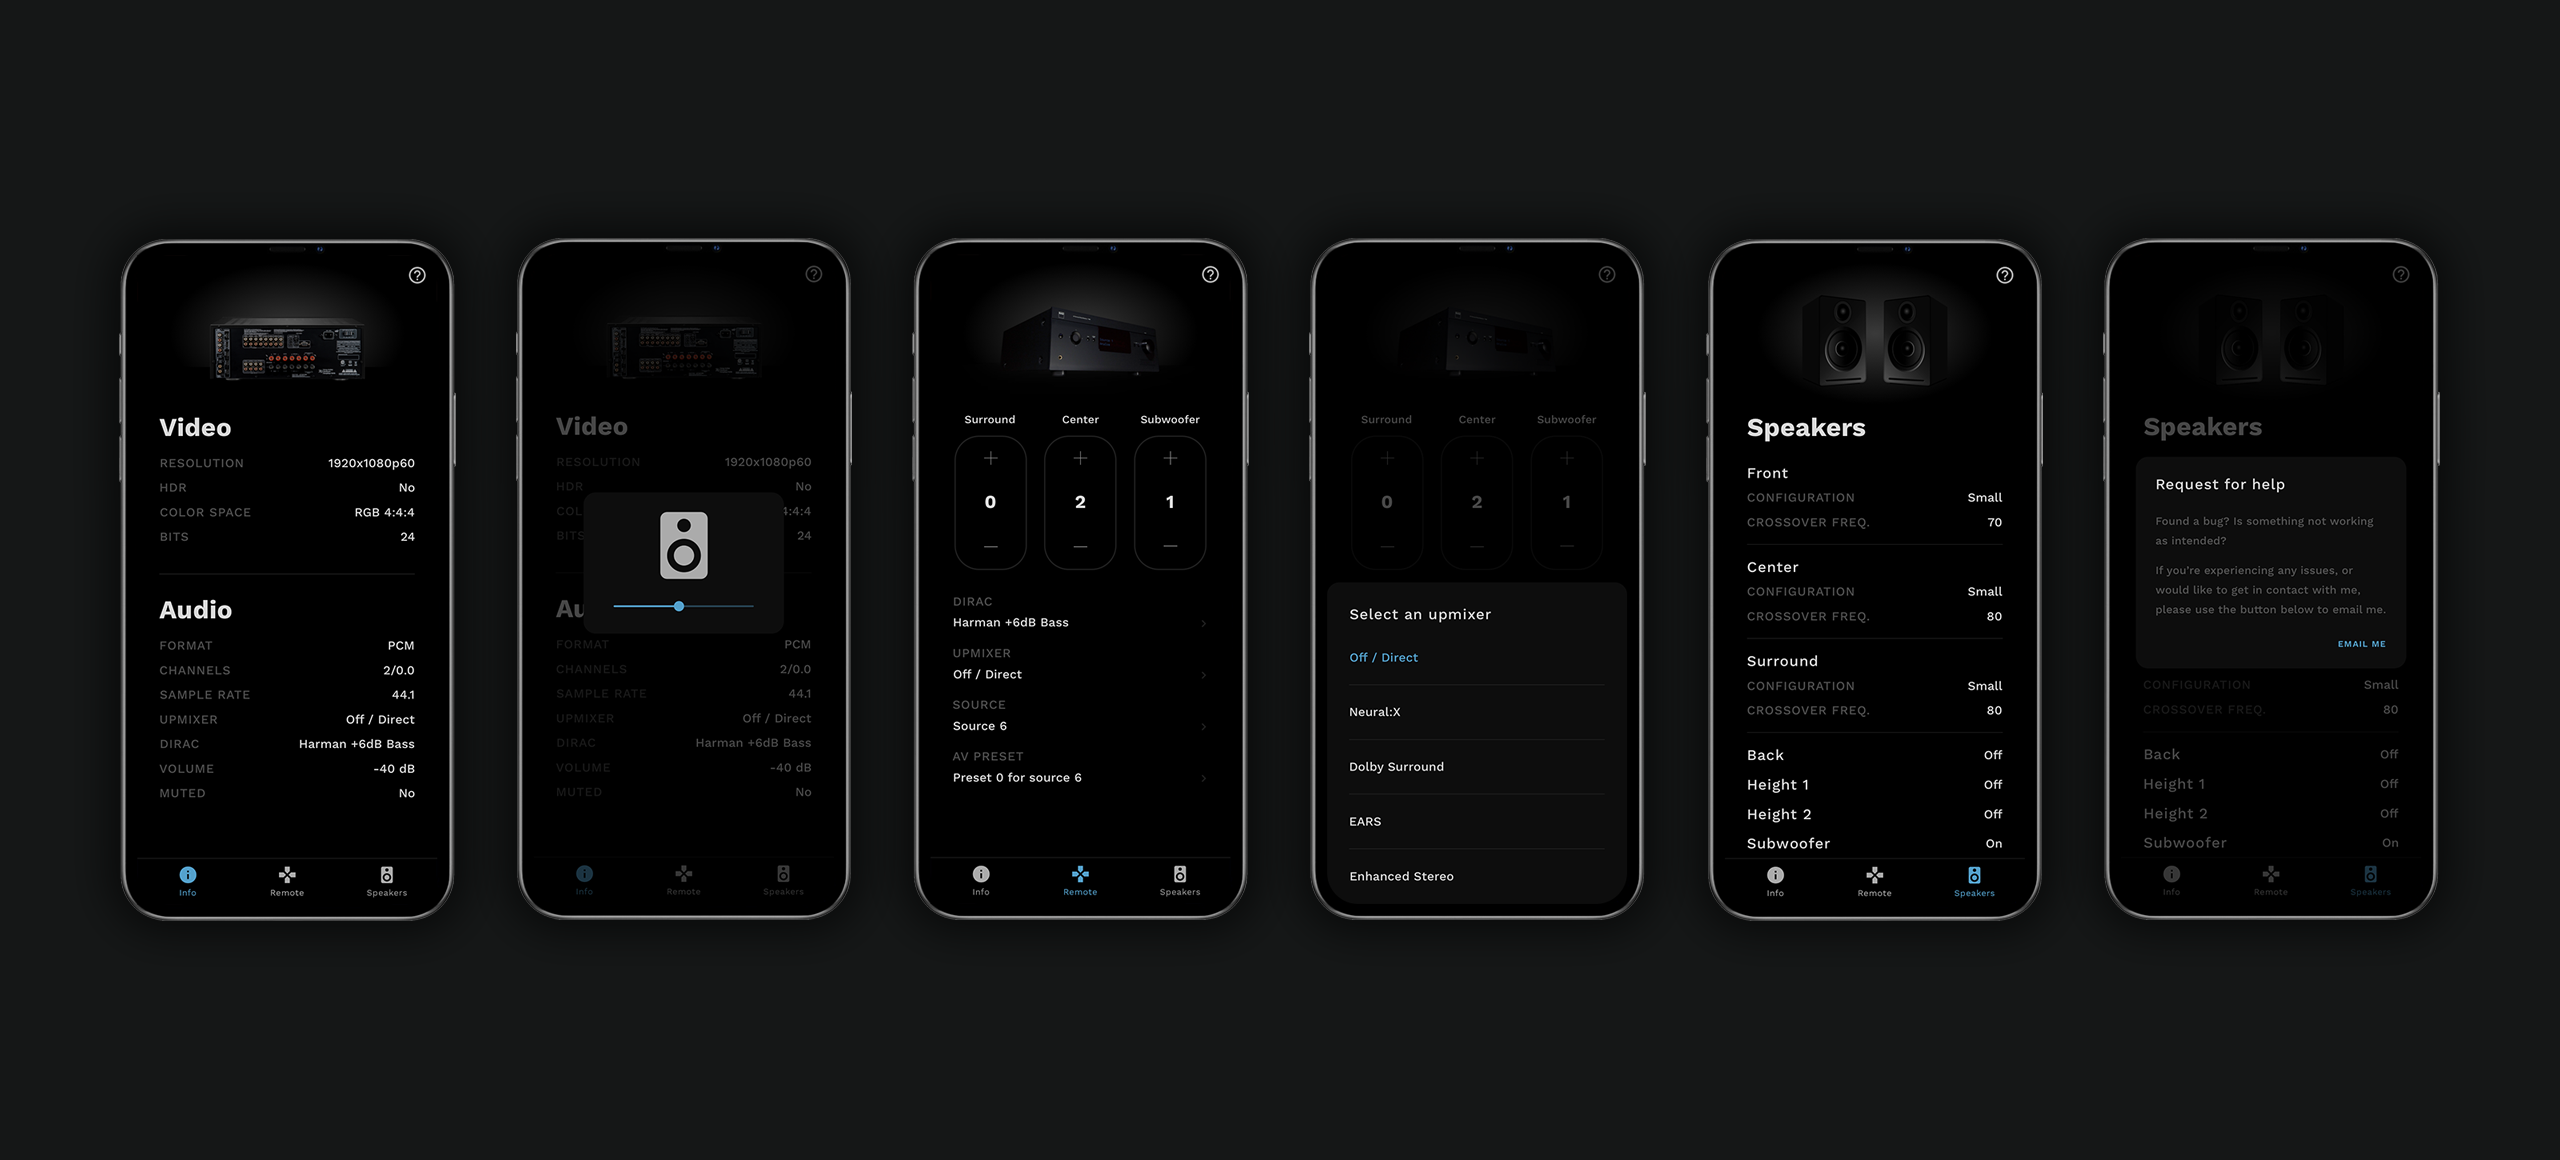 Video
RESOLUTION 1920x1080p60
HDR No
COLOR SPACE RGB 4:4:4
BITS 24
Audio
FORMAT PCM
CHANNELS 2/0.0
SAMPLE RATE 44.1
UPMIXER Off / Direct
DIRAC Harman +6dB Bass
VOLUME -40 dB
MUTED No
Info Remote Speakers
Video
RESOLUTION 1920x1080p60
HDR No
COL 4:4:4
BITS 24
Au
FORMAT PCM
CHANNELS 2/0.0
SAMPLE RATE 44.1
UPMIXER Off / Direct
DIRAC Harman +6dB Bass
VOLUME -40 dB
MUTED No
Info Remote Speakers
Surround Center Subwoofer
+ + +
0 2 1
— — —
DIRAC
Harman +6dB Bass
UPMIXER
Off / Direct
SOURCE
Source 6
AV PRESET
Preset 0 for source 6
Info Remote Speakers
Surround Center Subwoofer
+ + +
0 2 1
— — —
Select an upmixer
Off / Direct
Neural:X
Dolby Surround
EARS
Enhanced Stereo
Speakers
Front
CONFIGURATION Small
CROSSOVER FREQ. 70
Center
CONFIGURATION Small
CROSSOVER FREQ. 80
Surround
CONFIGURATION Small
CROSSOVER FREQ. 80
Back Off
Height 1 Off
Height 2 Off
Subwoofer On
Info Remote Speakers
Speakers
Request for help
Found a bug? Is something not working
as intended?
If you're experiencing any issues, or
would like to get in contact with me,
please use the button below to email me.
EMAIL ME
CONFIGURATION Small
CROSSOVER FREQ. 80
Back Off
Height 1 Off
Height 2 Off
Subwoofer On
Info Remote Speakers